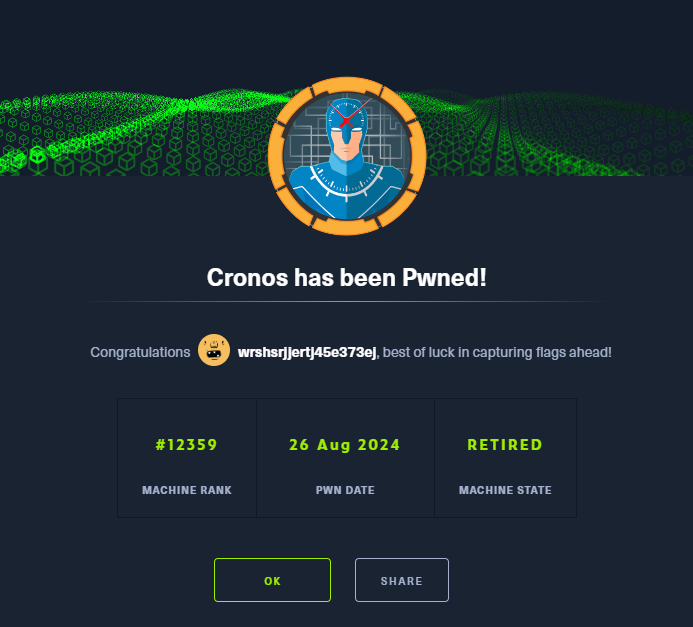 Cronos has been Pwned!
Congratulations wrshsrjjertj45e373ej, best of luck in capturing flags ahead!
#12359 26 Aug 2024 RETIRED
MACHINE RANK PWN DATE MACHINE STATE
OK SHARE